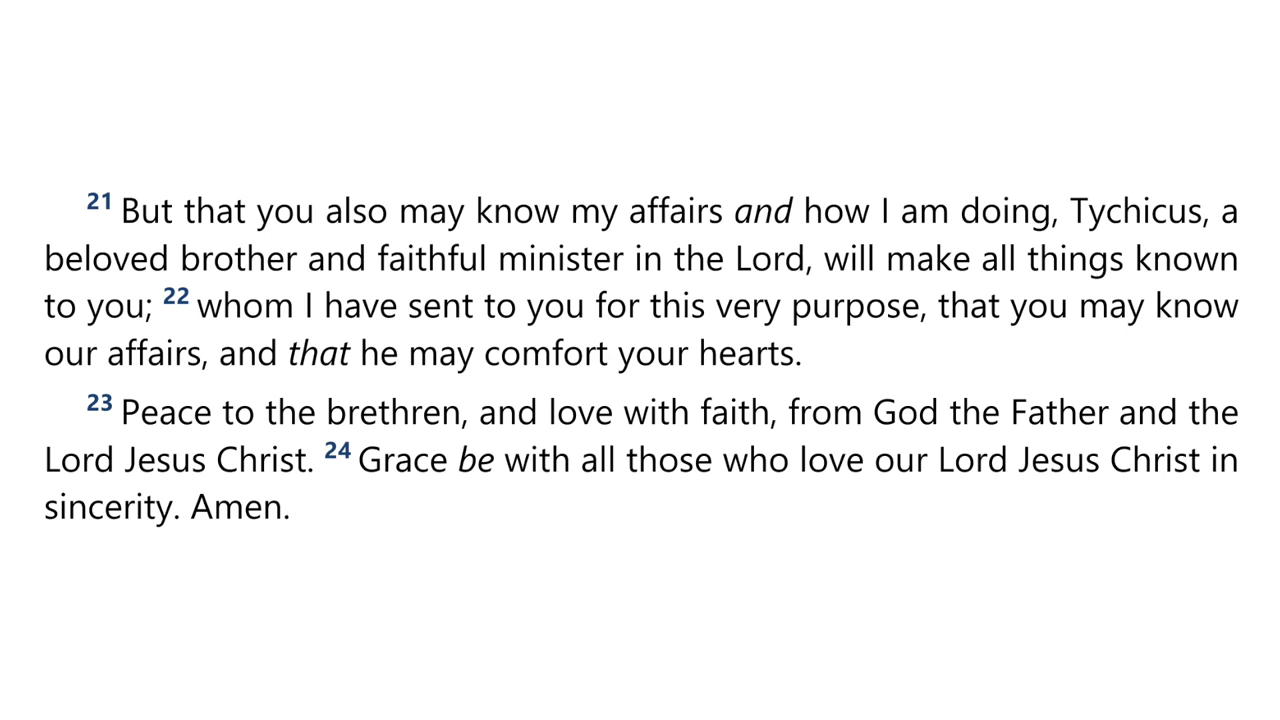 21 But that you also may know my affairs and how I am doing, Tychicus, a
beloved brother and faithful minister in the Lord, will make all things known
to you; 22 whom I have sent to you for this very purpose, that you may know
our affairs, and that he may comfort your hearts.
23 Peace to the brethren, and love with faith, from God the Father and the
Lord Jesus Christ. 24 Grace be with all those who love our Lord Jesus Christ in
sincerity. Amen.